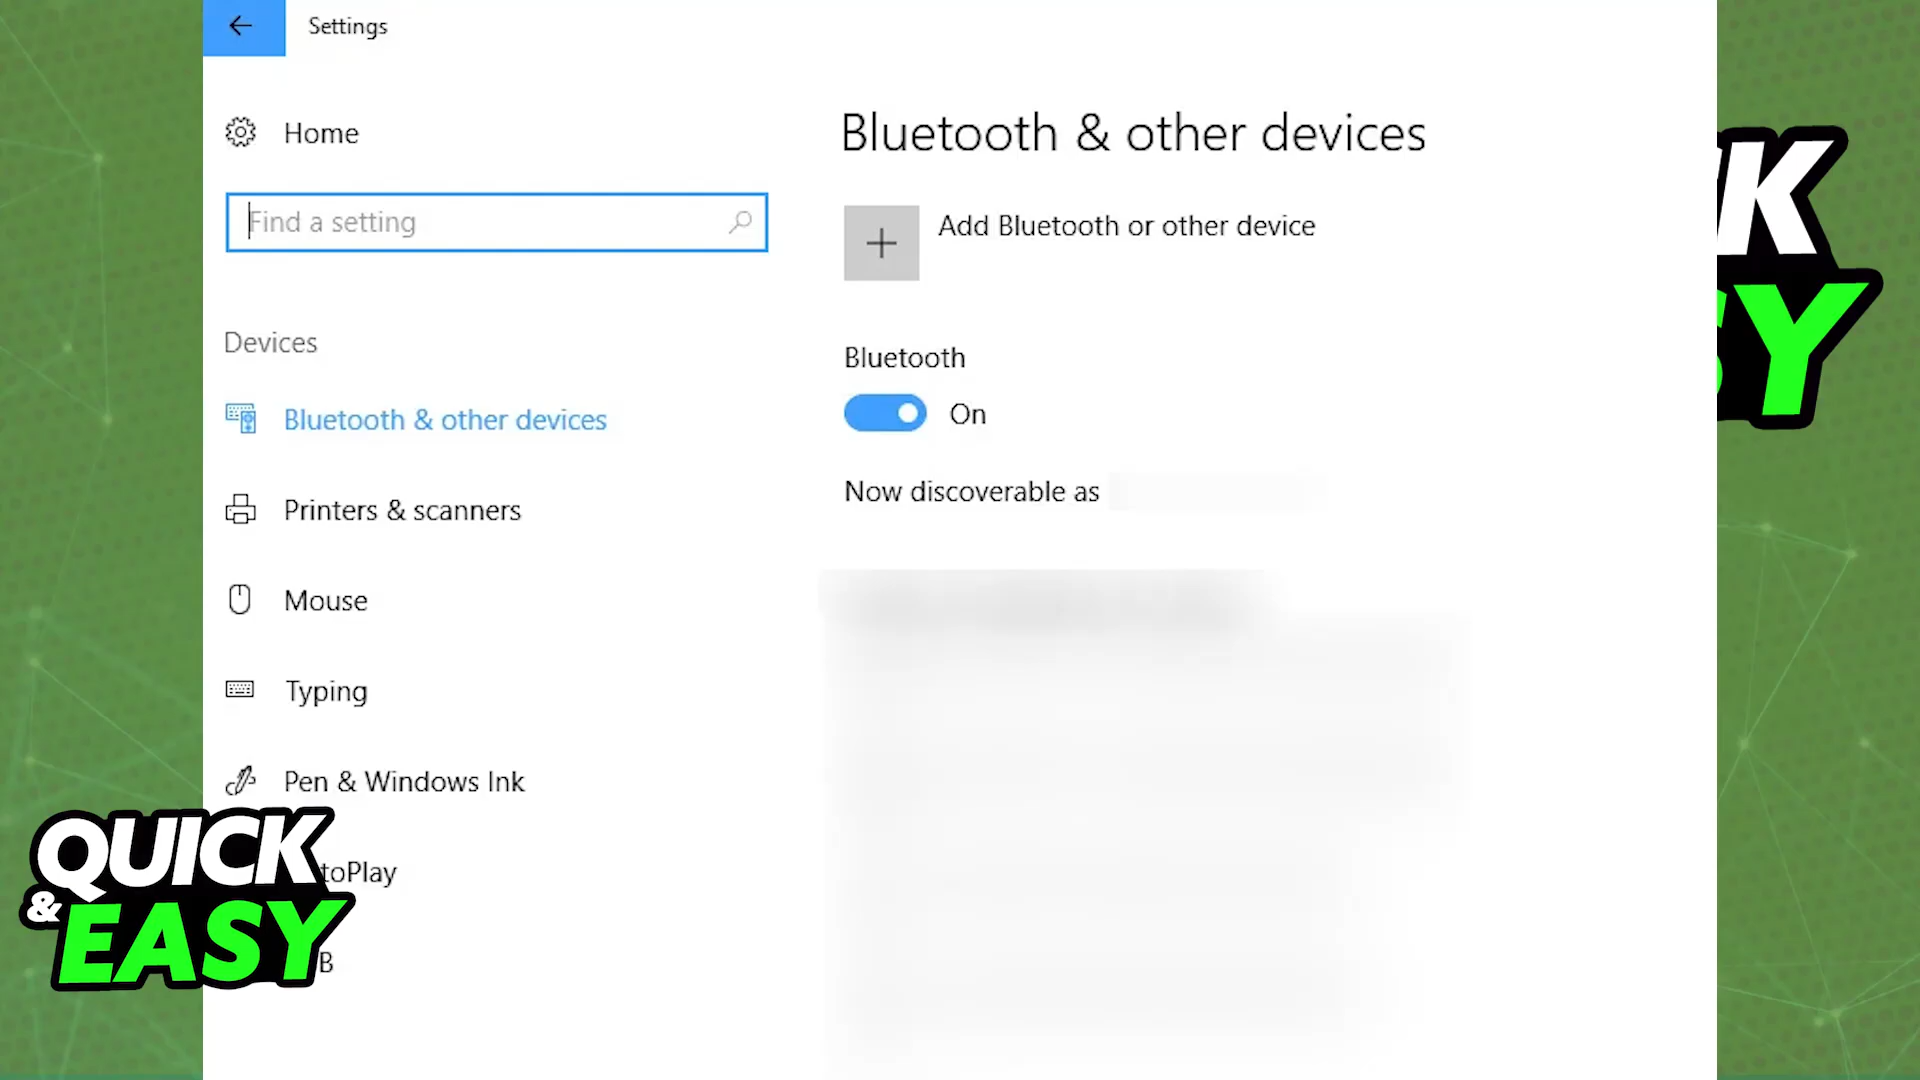 Settings
Home
Find a setting
Devices
Bluetooth & other devices
Printers & scanners
Mouse
Typing
Pen & Windows Ink
toPlay
B
Bluetooth & other devices
Add Bluetooth or other device
Bluetooth
On
Now discoverable as
QUICK
& EASY
K
SY